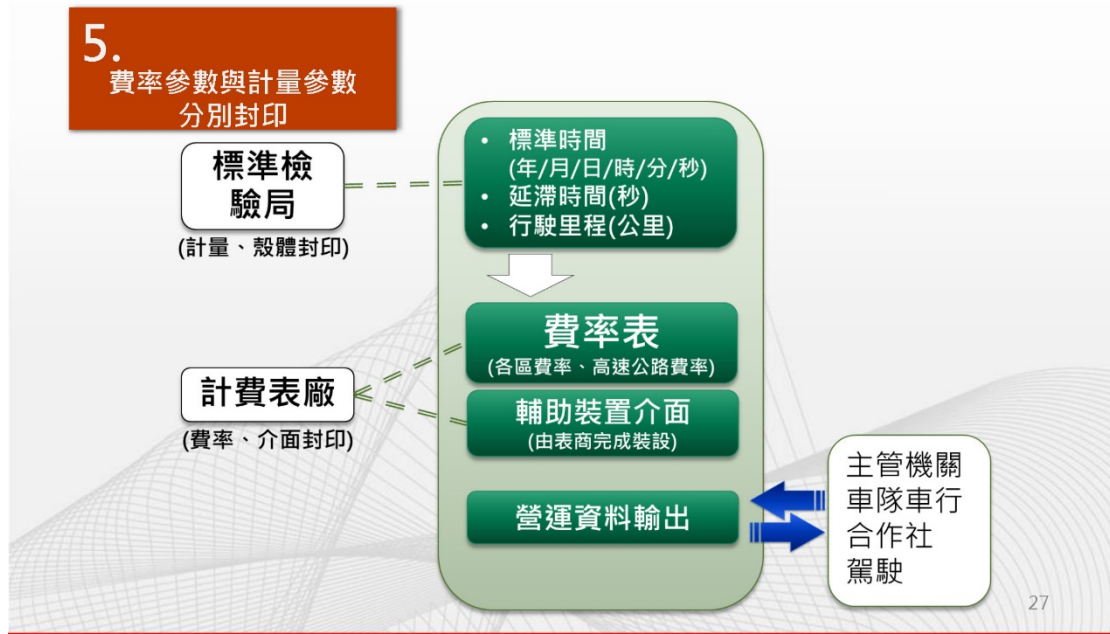 5.
費率參數與計量參數
分別封印
標準檢
驗局
(計量、殼體封印)
• 標準時間
(年/月/日/時/分/秒)
• 延滯時間(秒)
• 行駛里程(公里)
費率表
(各區費率、高速公路費率)
計費表廠
(費率、介面封印)
輔助裝置介面
(由表商完成裝設)
營運資料輸出
主管機關
車隊車行
合作社
駕駛
27